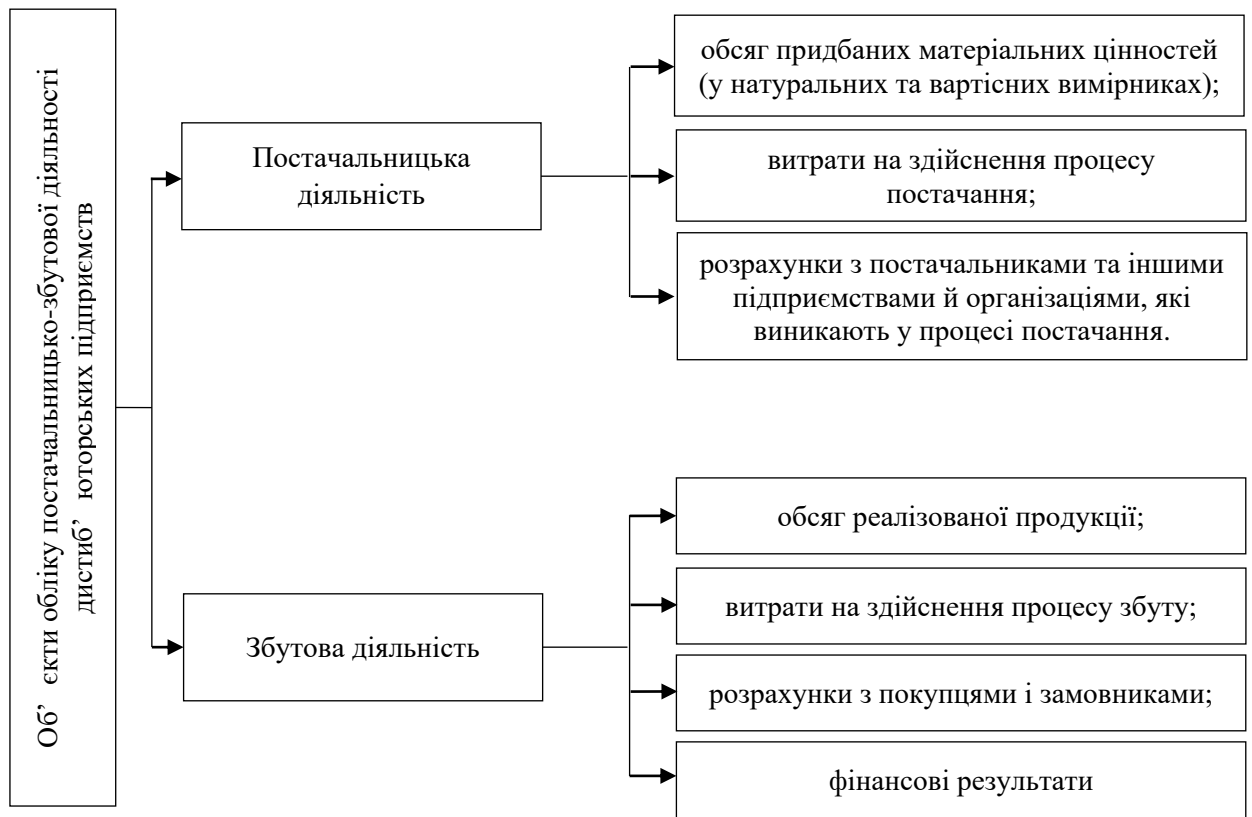 Об’ єкти обліку постачальницько-збутової діяльності
дистиб’ юторських підприємств
Постачальницька
діяльність
обсяг придбаних матеріальних цінностей
(у натуральних та вартісних вимірниках);
витрати на здійснення процесу
постачання;
розрахунки з постачальниками та іншими
підприємствами й організаціями, які
виникають у процесі постачання.
Збутова діяльність
обсяг реалізованої продукції;
витрати на здійснення процесу збуту;
розрахунки з покупцями і замовниками;
фінансові результати